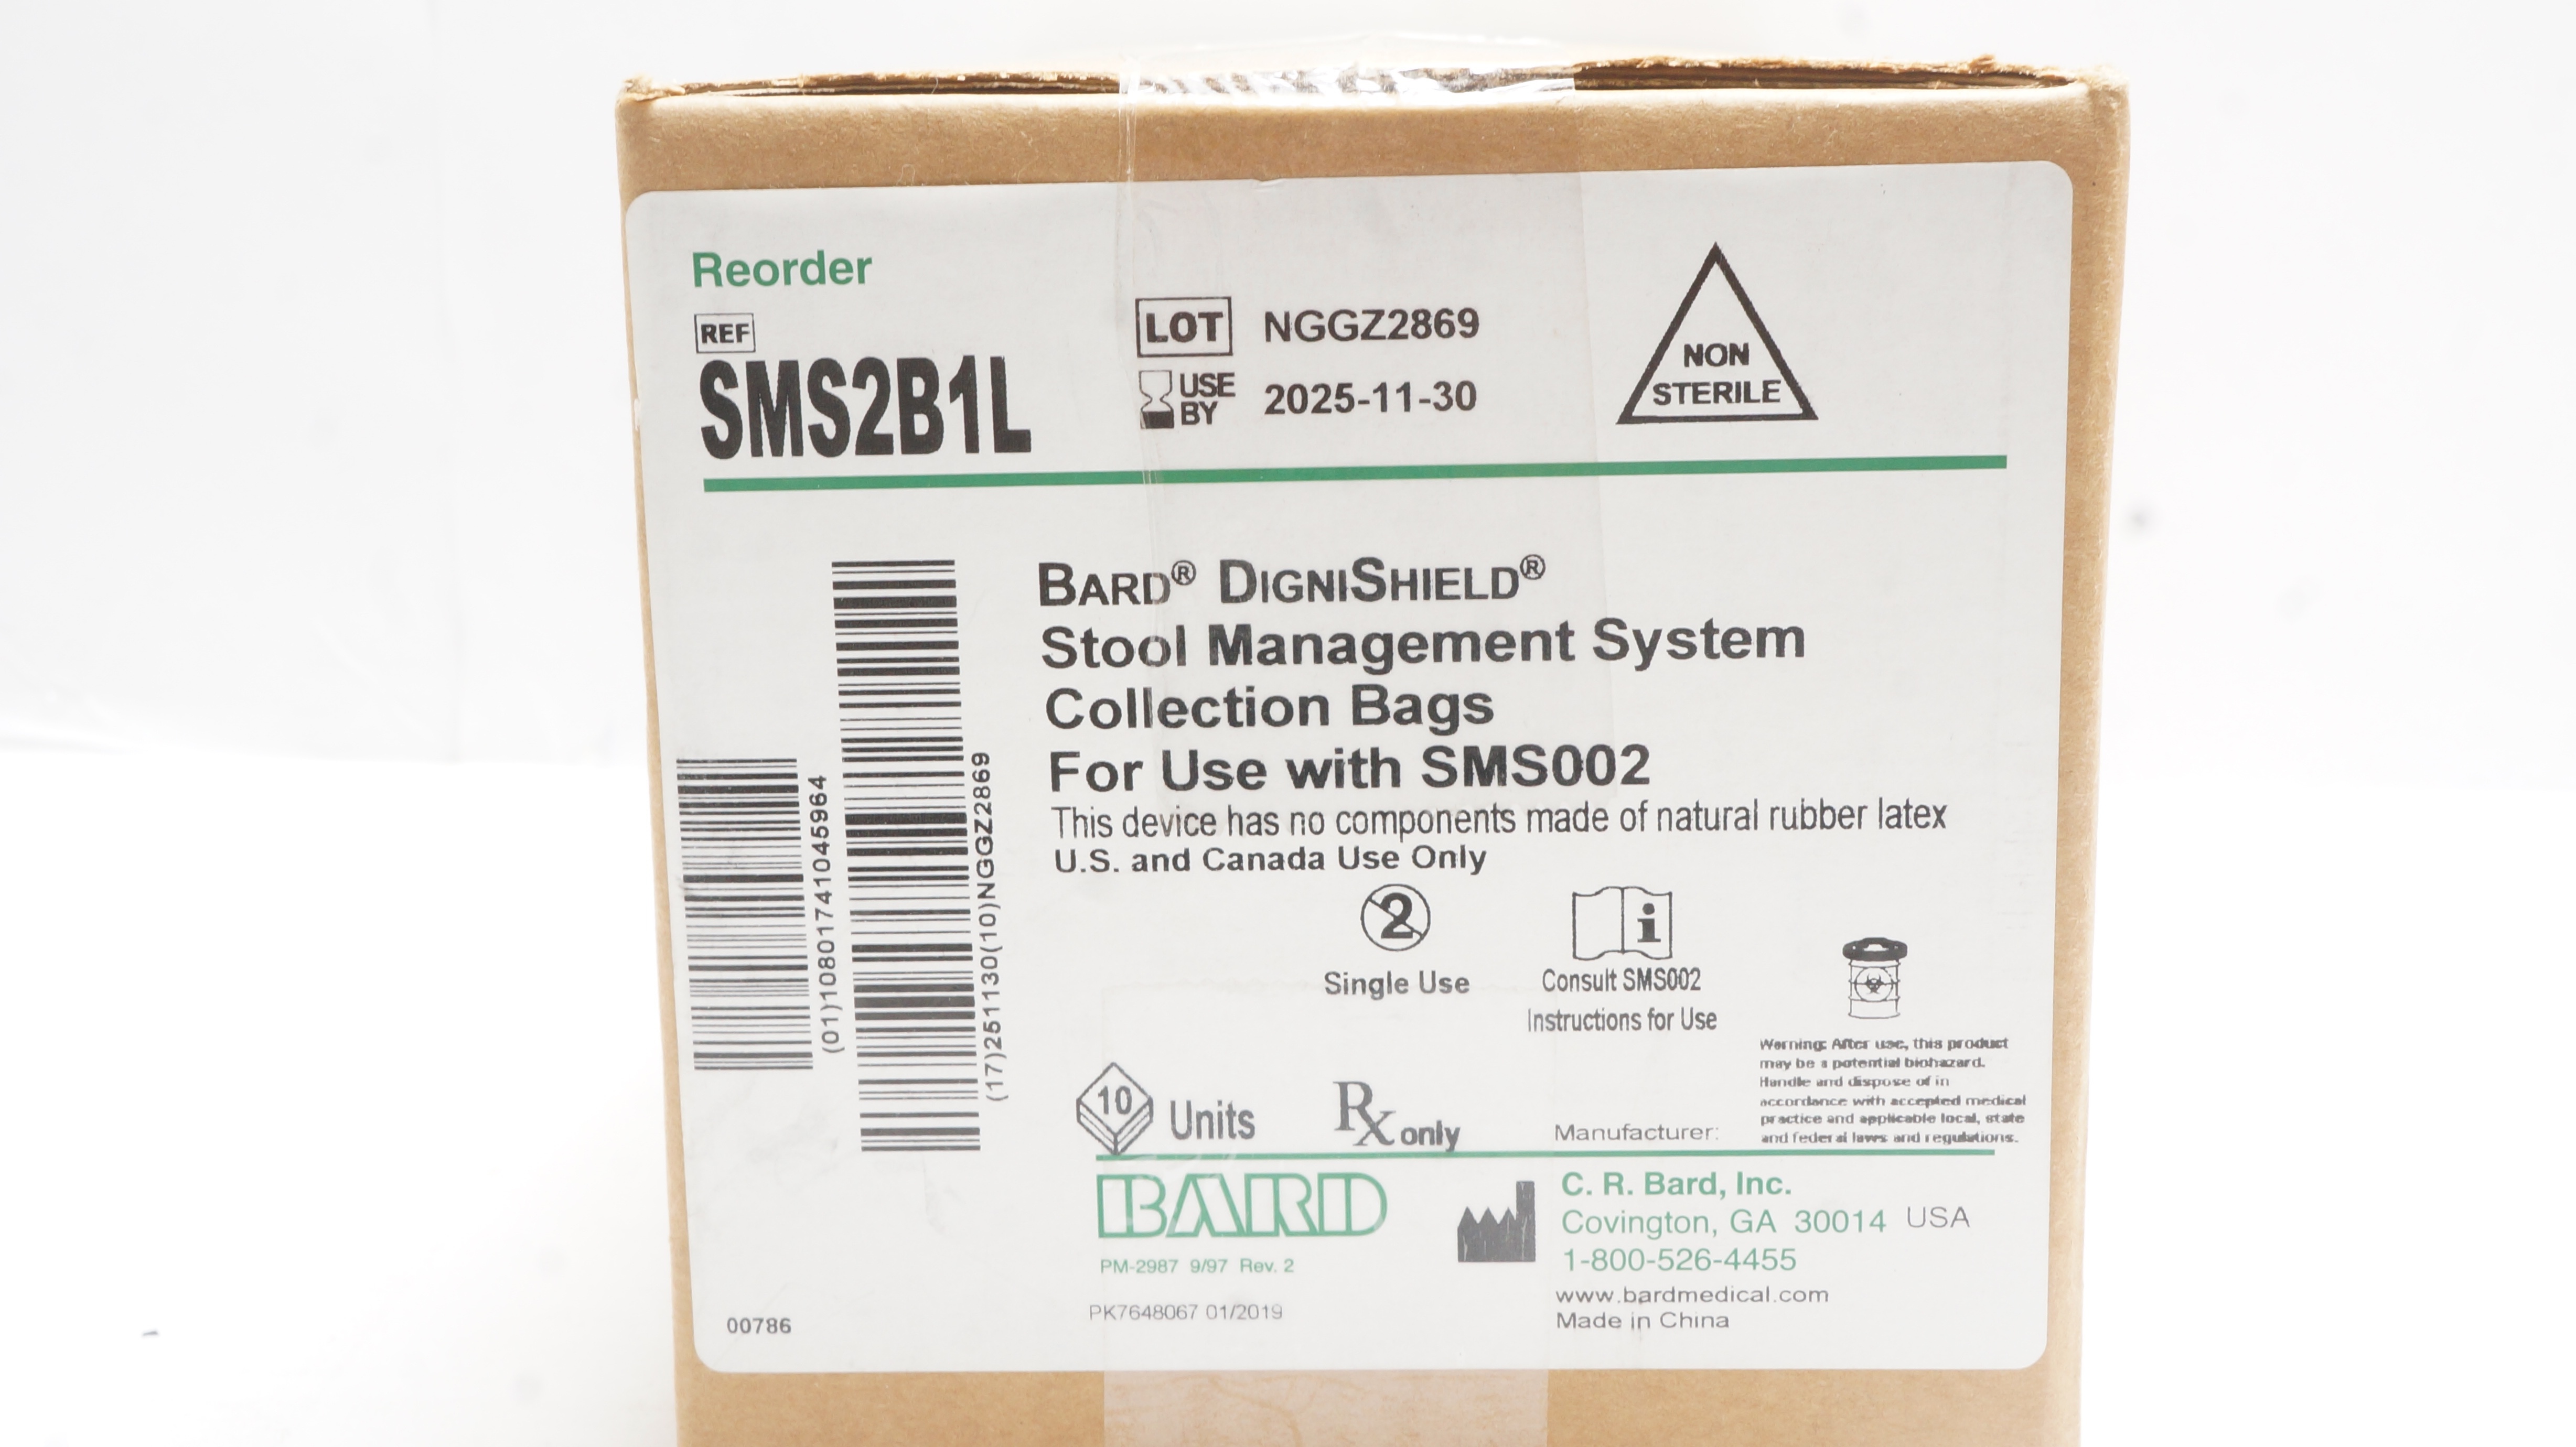 Reorder
REF
SMS2B1L
LOT NGGZ2869
USE BY 2025-11-30
NON
STERILE
BARD® DIGNISHIELD®
Stool Management System
Collection Bags
For Use with SMS002
This device has no components made of natural rubber latex
U.S. and Canada Use Only
(01)10801741045964
(17)251130(10)NGGZ2869
2
Single Use
i
Consult SMS002
Instructions for Use
Warning: After use, this product
may be a potential biohazard.
Handle and dispose of in
accordance with accepted medical
practice and applicable local, state
and federal laws and regulations.
10 Units
Rx only
Manufacturer:
BARD
C. R. Bard, Inc.
Covington, GA 30014 USA
1-800-526-4455
www.bardmedical.com
Made in China
PM-2987 9/97 Rev. 2
PK7648067 01/2019
00786